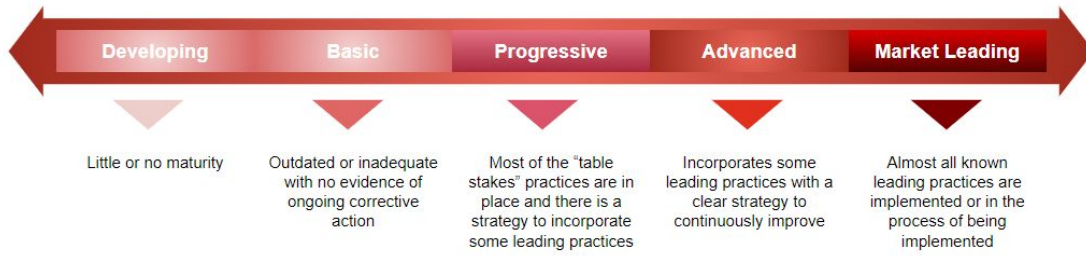 Developing
Basic
Progressive
Advanced
Market Leading
Little or no maturity
Outdated or inadequate
with no evidence of
ongoing corrective
action
Most of the “table
stakes” practices are in
place and there is a
strategy to incorporate
some leading practices
Incorporates some
leading practices with a
clear strategy to
continuously improve
Almost all known
leading practices are
implemented or in the
process of being
implemented